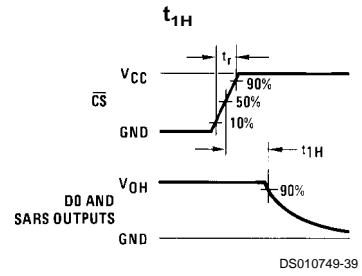 t1H
tr
VCC
90%
CS
50%
10%
GND
t1H
VOH
90%
DO AND
SARS OUTPUTS
GND
DS010749-39